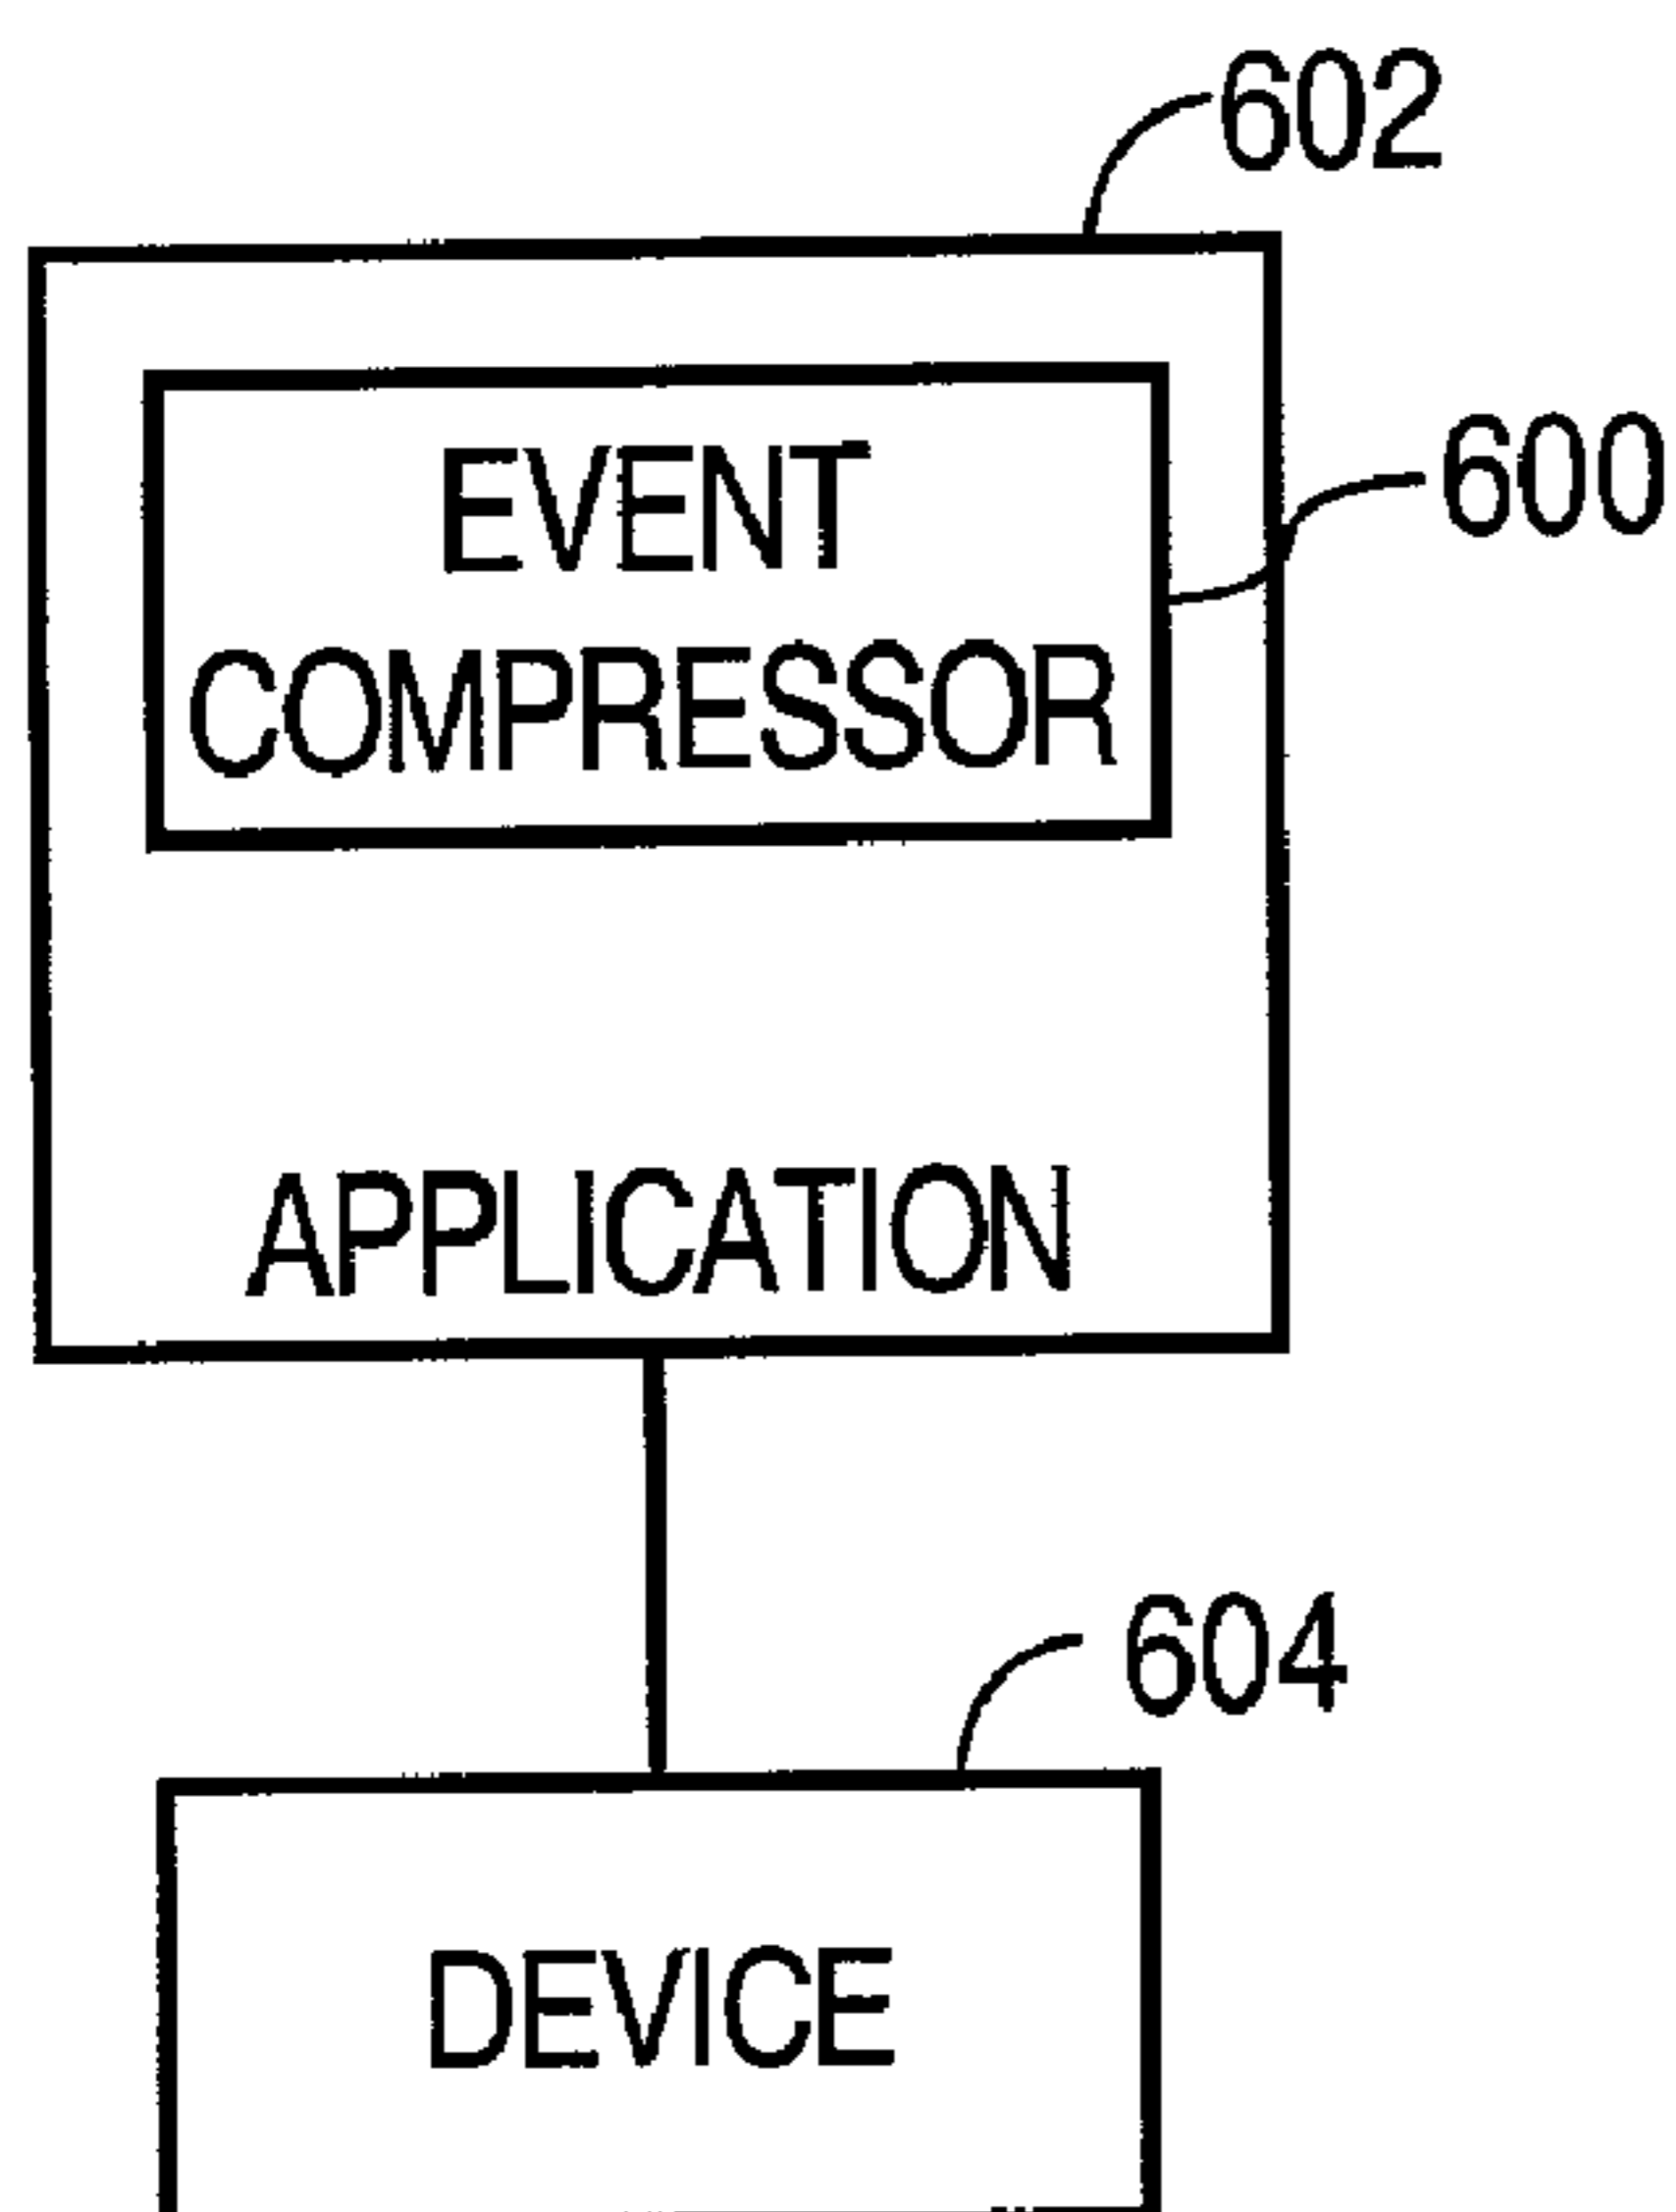 602
600
EVENT
COMPRESSOR
APPLICATION
604
DEVICE